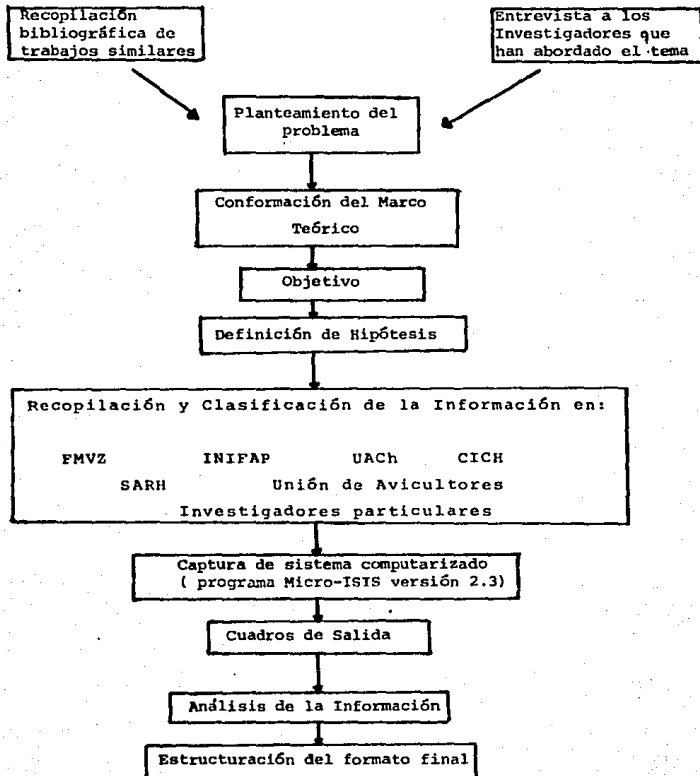 Recopilación
bibliográfica de
trabajos similares
Entrevista a los
Investigadores que
han abordado el tema
Planteamiento del
problema
Conformación del Marco
Teórico
Objetivo
Definición de Hipótesis
Recopilación y Clasificación de la Información en:
FMVZ INIFAP UACh CICH
SARH Unión de Avicultores
Investigadores particulares
Captura de sistema computarizado
( programa Micro-ISIS versión 2.3)
Cuadros de Salida
Análisis de la Información
Estructuración del formato final